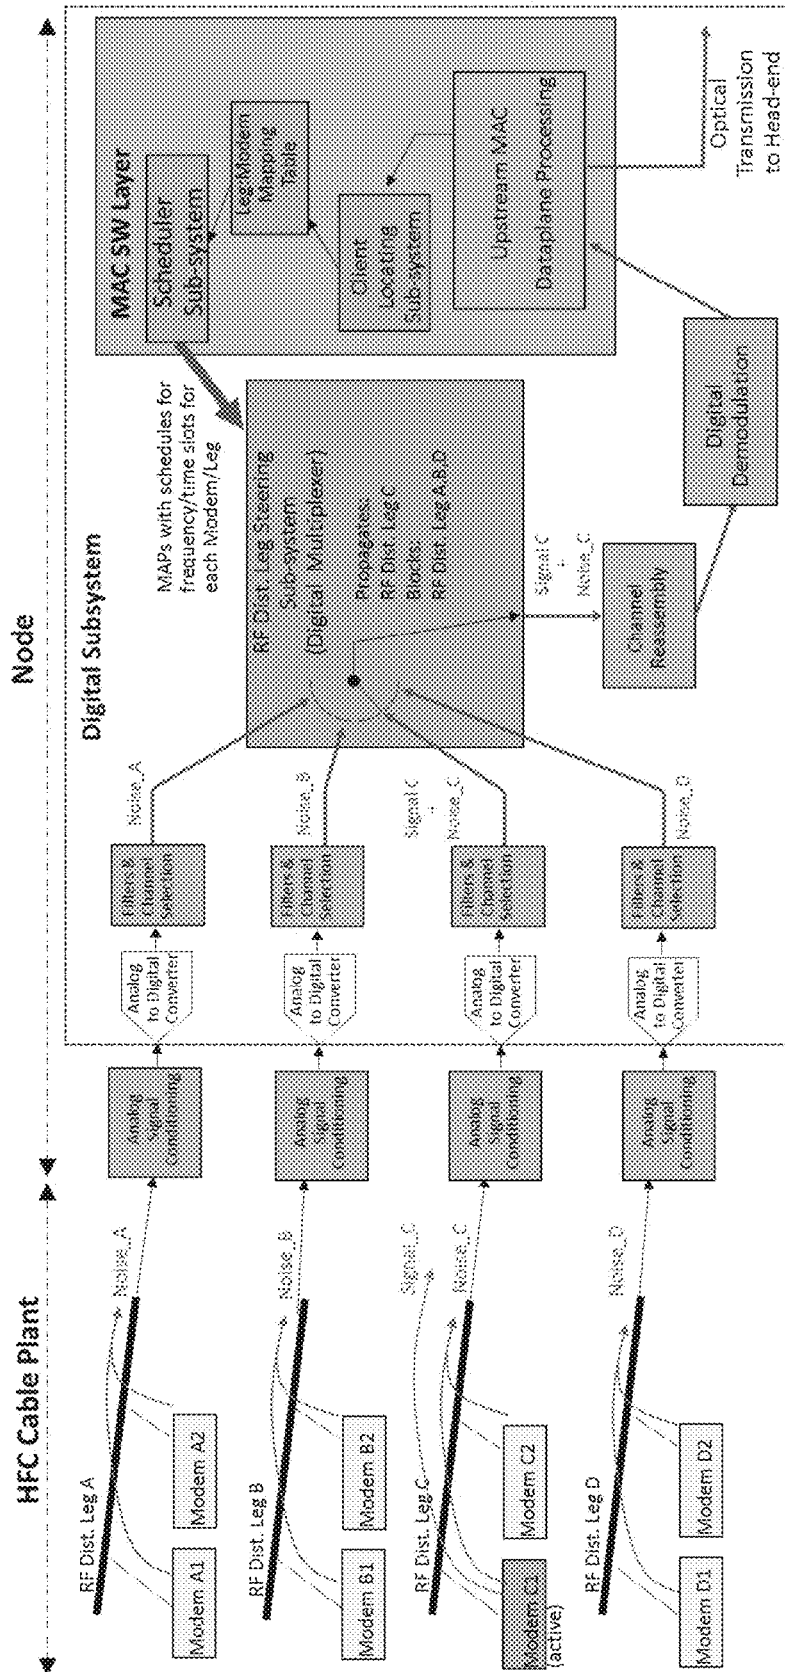 HFC Cable Plant
Node
RF Dist. Leg A
Modem A1
Modem A2
Noise_A
Analog
Signal
Conditioning
RF Dist. Leg B
Modem B1
Modem B2
Noise_B
Analog
Signal
Conditioning
RF Dist. Leg C
Modem C1
(active)
Modem C2
Signal_C
Noise_C
Analog
Signal
Conditioning
RF Dist. Leg D
Modem D1
Modem D2
Noise_D
Analog
Signal
Conditioning
Digital Subsystem
Analog
to Digital
Converter
Filters &
Channel
Selection
Noise_A
Analog
to Digital
Converter
Filters &
Channel
Selection
Noise_B
Analog
to Digital
Converter
Filters &
Channel
Selection
Signal C
+
Noise_C
Analog
to Digital
Converter
Filters &
Channel
Selection
Noise_D
MAPs with schedules for
frequency/time slots for
each Modem/Leg
RF Dist. Leg Steering
Sub-system
(Digital Multiplexer)
Propagates:
RF Dist. Leg C
Blocks:
RF Dist. Leg A,B,D
Signal C
+
Noise_C
Channel
Reassembly
Digital
Demodulation
MAC SW Layer
Scheduler
Sub-system
Leg:Modem
Mapping
Table
Client
Locating
Sub-system
Upstream MAC
Dataplane Processing
Optical
Transmission
to Head-end